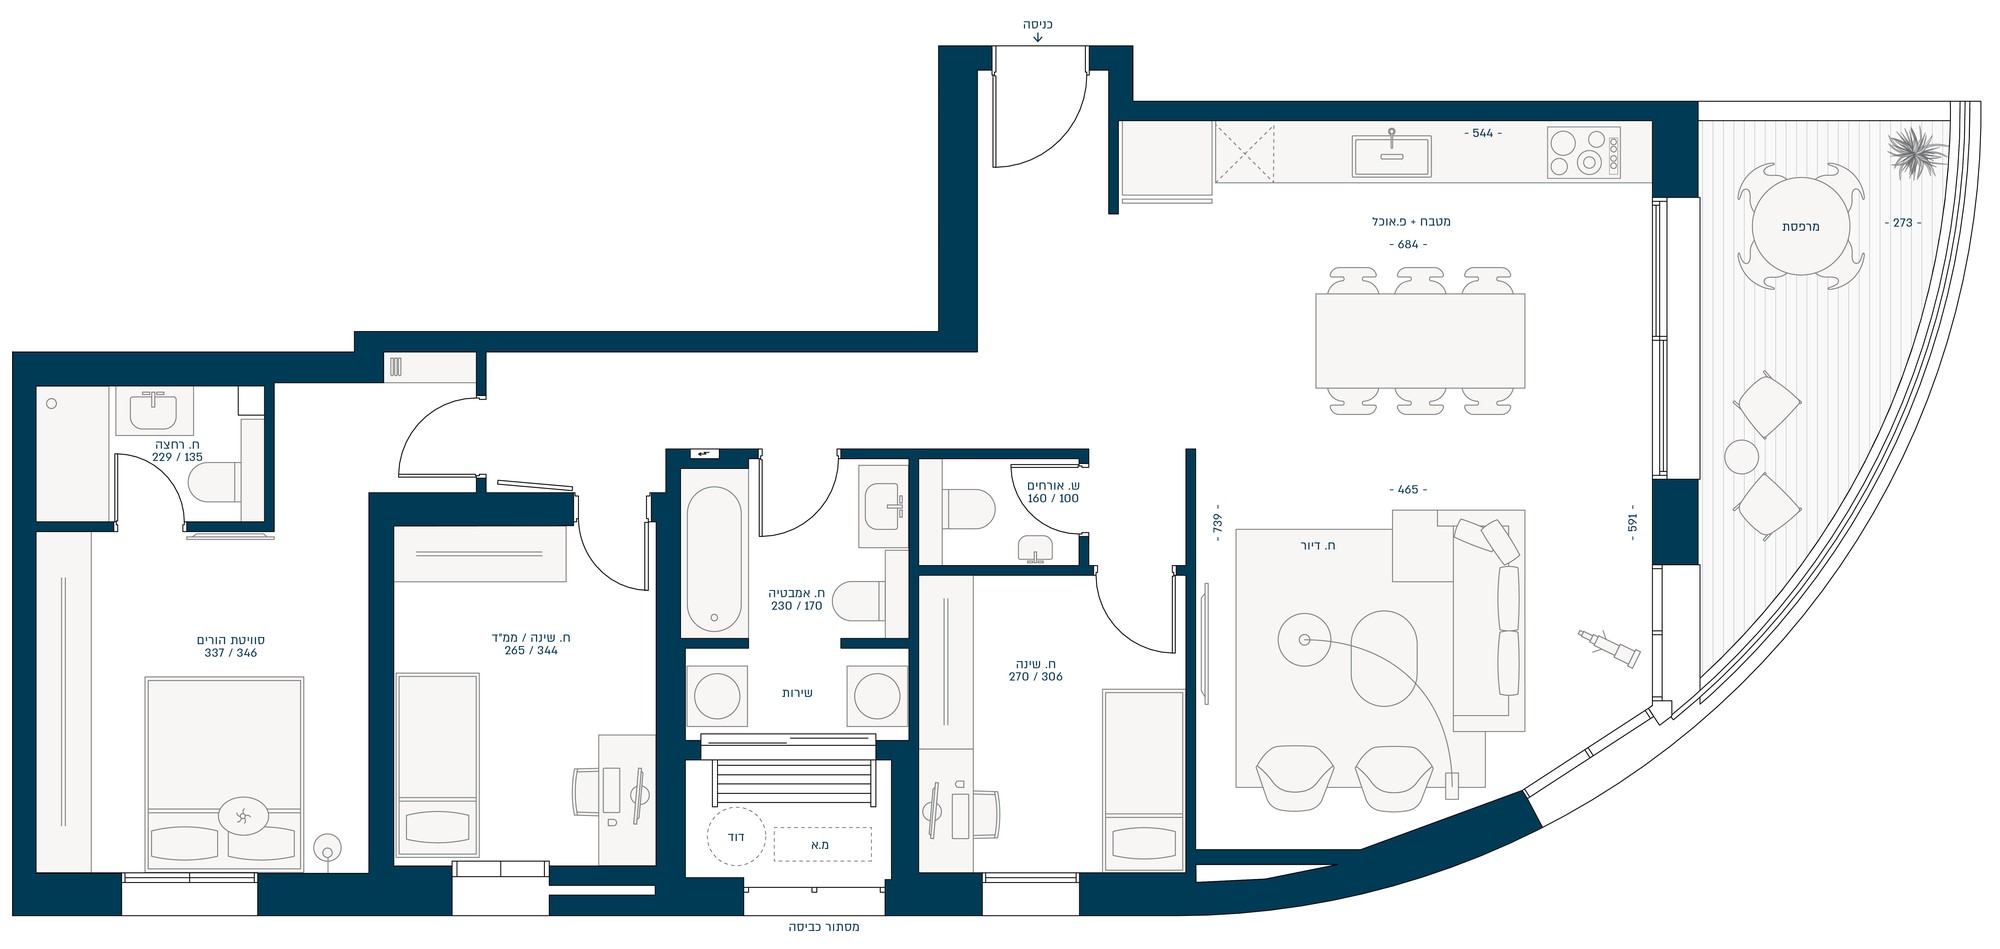 כניסה
- 544 -
מטבח + פ.אוכל
- 684 -
מרפסת
- 273 -
ח. רחצה
229 / 135
ש. אורחים
160 / 100
- 465 -
- 739 -
- 591 -
ח. דיור
ח. אמבטיה
230 / 170
סוויטת הורים
337 / 346
ח. שינה / ממ"ד
265 / 344
ח. שינה
270 / 306
שירות
דוד
מ.א
מסתור כביסה